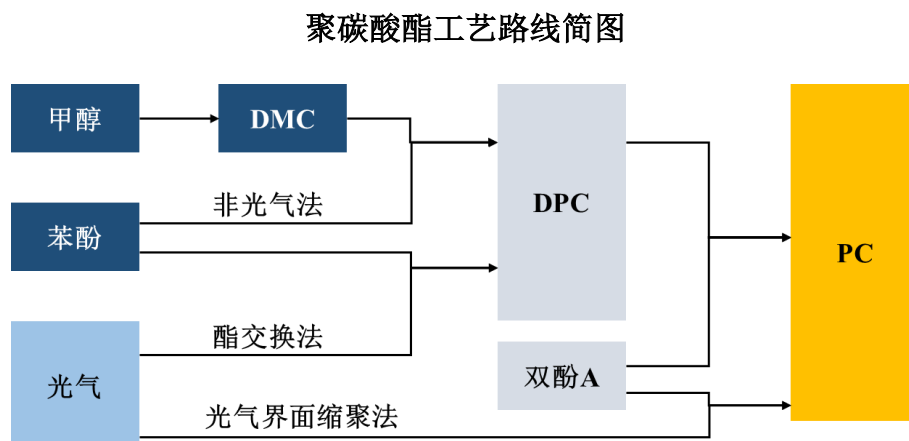 聚碳酸酯工艺路线简图
甲醇
DMC
非光气法
苯酚
DPC
PC
酯交换法
光气
双酚A
光气界面缩聚法